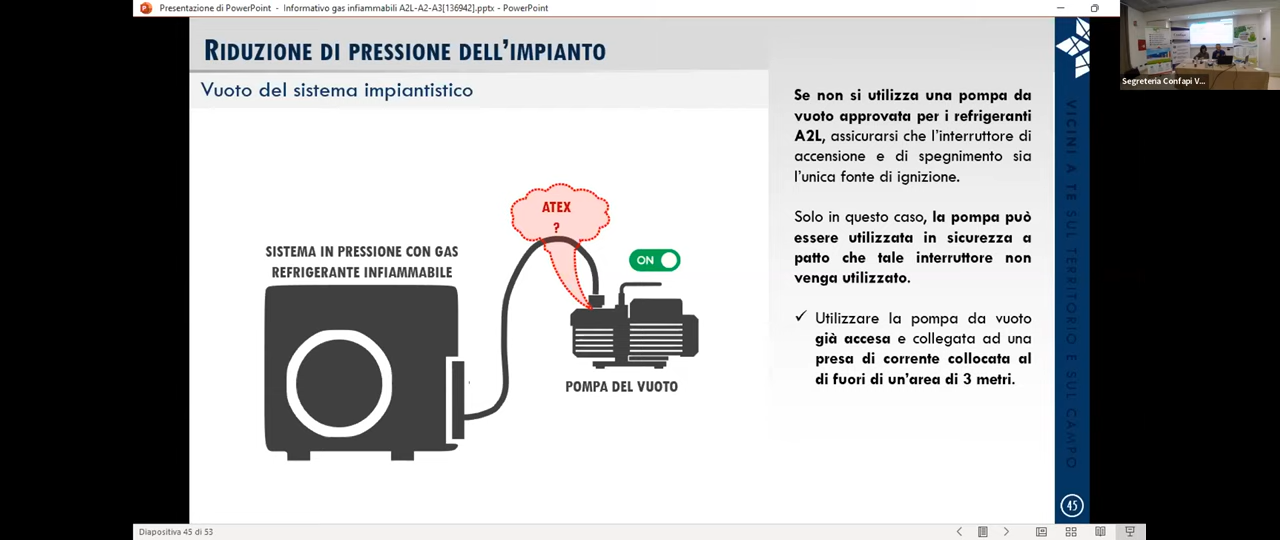 Presentazione di PowerPoint - Informativo gas infiammabili A2L-A2-A3[136942].pptx - PowerPoint
RIDUZIONE DI PRESSIONE DELL'IMPIANTO
Vuoto del sistema impiantistico
ATEX
?
SISTEMA IN PRESSIONE CON GAS
REFRIGERANTE INFIAMMABILE
ON
POMPA DEL VUOTO
Se non si utilizza una pompa da
vuoto approvata per i refrigeranti
A2L, assicurarsi che l'interruttore di
accensione e di spegnimento sia
l'unica fonte di ignizione.
Solo in questo caso, la pompa può
essere utilizzata in sicurezza a
patto che tale interruttore non
venga utilizzato.
✓ Utilizzare la pompa da vuoto
già accesa e collegata ad una
presa di corrente collocata al
di fuori di un'area di 3 metri.
VICINI A TE SUL TERRITORIO E SUL CAMPO
45
Segreteria Confapi V...
Diapositiva 45 di 53